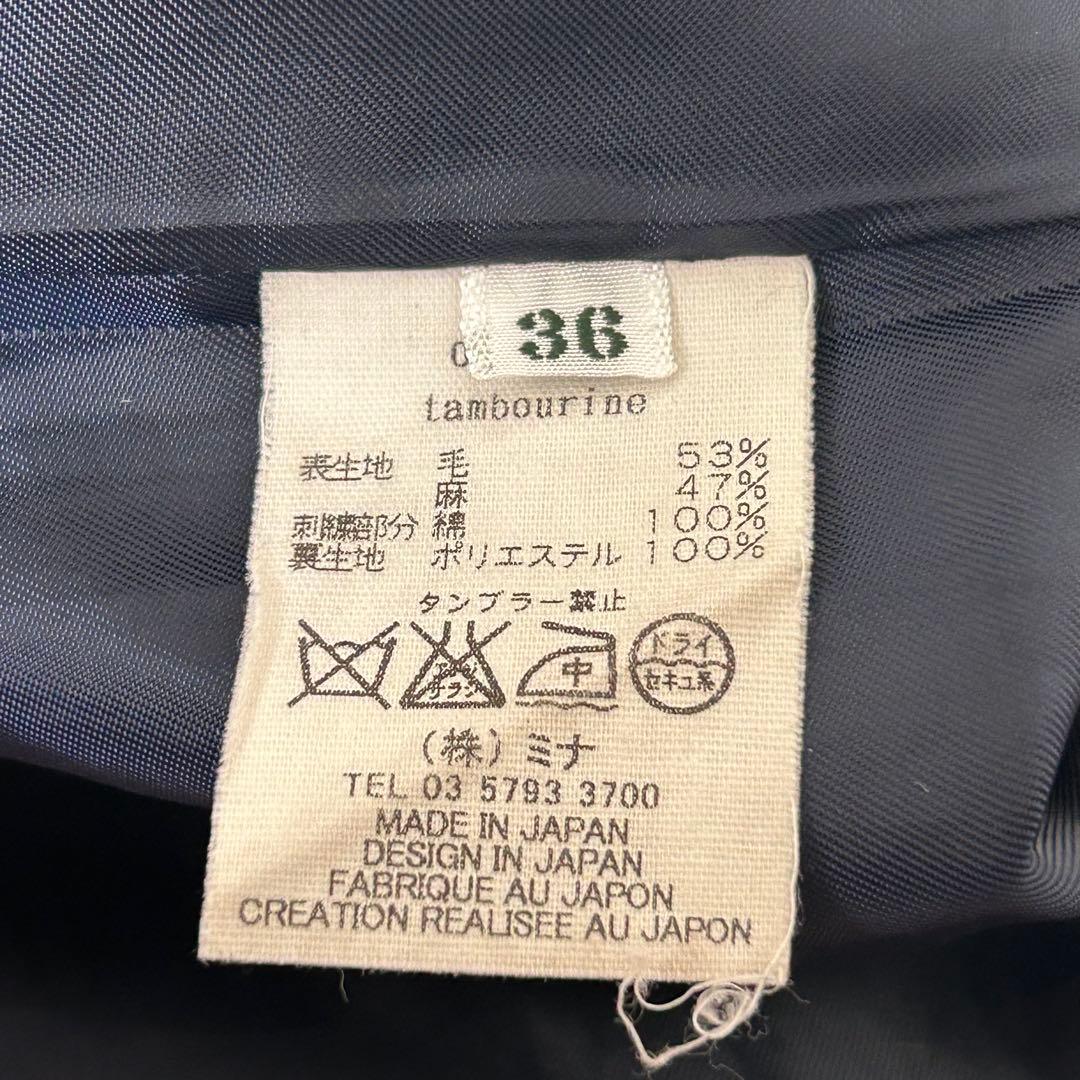 36
tambourine
表生地 毛 53%
麻 47%
刺繍部分 綿 100%
裏生地 ポリエステル 100%
タンブラー禁止
中
ドライ
セキユ系
(株)ミナ
TEL 03 5793 3700
MADE IN JAPAN
DESIGN IN JAPAN
FABRIQUE AU JAPON
CREATION REALISEE AU JAPON